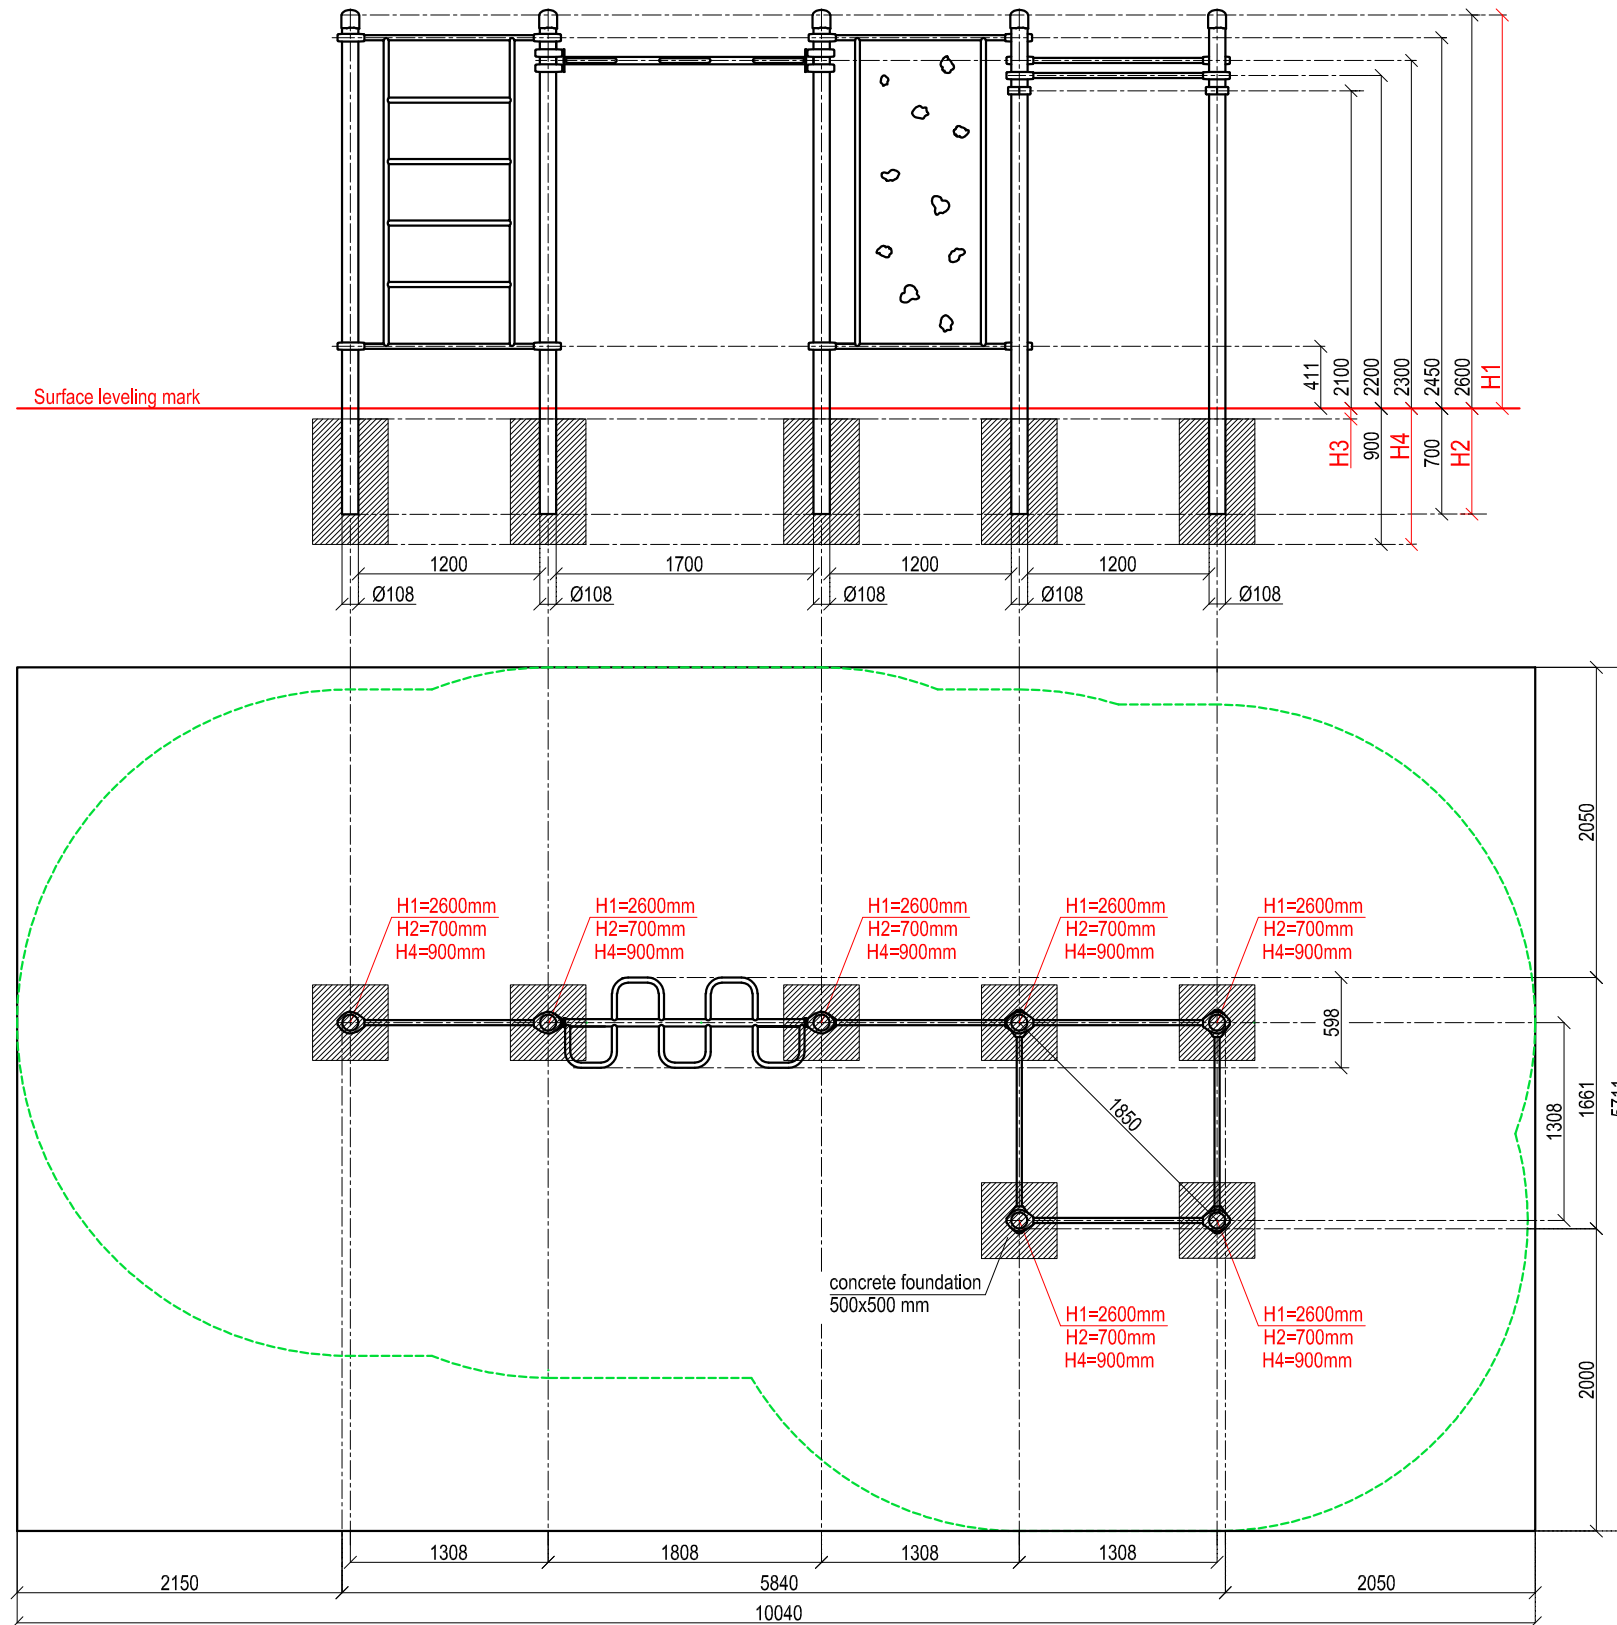 Surface leveling mark
411
2100
2200
2300
2450
2600
H1
H3
900
H4
700
H2
1200
1700
1200
1200
Ø108
Ø108
Ø108
Ø108
Ø108
2050
H1=2600mm
H2=700mm
H4=900mm
H1=2600mm
H2=700mm
H4=900mm
H1=2600mm
H2=700mm
H4=900mm
H1=2600mm
H2=700mm
H4=900mm
H1=2600mm
H2=700mm
H4=900mm
598
1850
1308
1661
concrete foundation
500x500 mm
H1=2600mm
H2=700mm
H4=900mm
H1=2600mm
H2=700mm
H4=900mm
2000
1308
1808
1308
1308
2150
5840
2050
10040